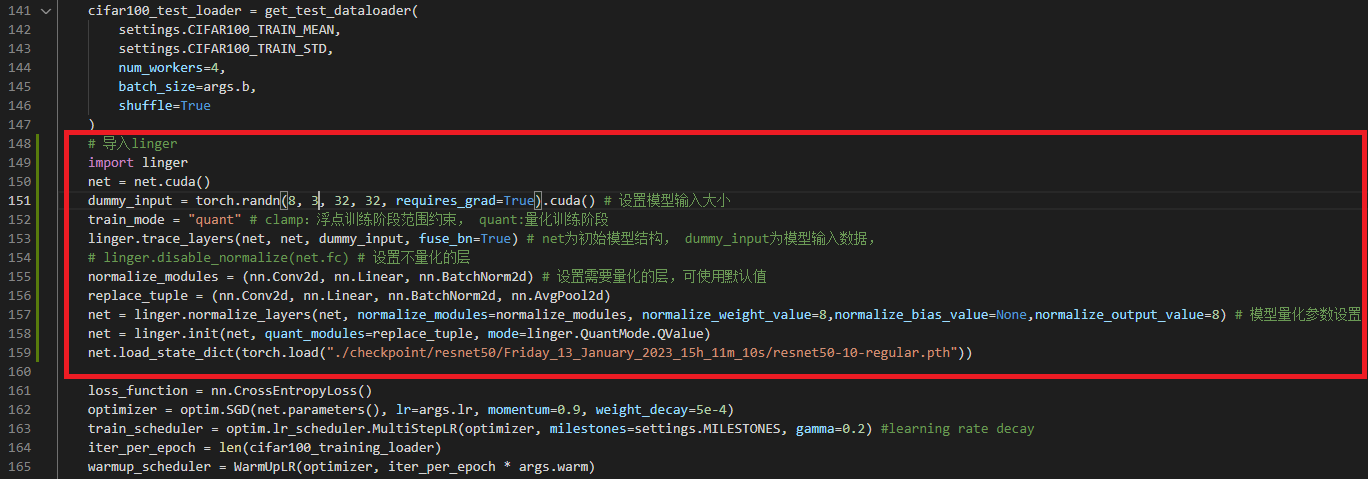 141 cifar100_test_loader = get_test_dataloader(
142 settings.CIFAR100_TRAIN_MEAN,
143 settings.CIFAR100_TRAIN_STD,
144 num_workers=4,
145 batch_size=args.b,
146 shuffle=True
147 )
148 # 导入linger
149 import linger
150 net = net.cuda()
151 dummy_input = torch.randn(8, 3, 32, 32, requires_grad=True).cuda() # 设置模型输入大小
152 train_mode = "quant" # clamp: 浮点训练阶段范围约束, quant:量化训练阶段
153 linger.trace_layers(net, net, dummy_input, fuse_bn=True) # net为初始模型结构, dummy_input为模型输入数据,
154 # linger.disable_normalize(net.fc) # 设置不量化的层
155 normalize_modules = (nn.Conv2d, nn.Linear, nn.BatchNorm2d) # 设置需要量化的层,可使用默认值
156 replace_tuple = (nn.Conv2d, nn.Linear, nn.BatchNorm2d, nn.AvgPool2d)
157 net = linger.normalize_layers(net, normalize_modules=normalize_modules, normalize_weight_value=8,normalize_bias_value=None,normalize_output_value=8) # 模型量化参数设置
158 net = linger.init(net, quant_modules=replace_tuple, mode=linger.QuantMode.QValue)
159 net.load_state_dict(torch.load("./checkpoint/resnet50/Friday_13_January_2023_15h_11m_10s/resnet50-10-regular.pth"))
160
161 loss_function = nn.CrossEntropyLoss()
162 optimizer = optim.SGD(net.parameters(), lr=args.lr, momentum=0.9, weight_decay=5e-4)
163 train_scheduler = optim.lr_scheduler.MultiStepLR(optimizer, milestones=settings.MILESTONES, gamma=0.2) #learning rate decay
164 iter_per_epoch = len(cifar100_training_loader)
165 warmup_scheduler = WarmUpLR(optimizer, iter_per_epoch * args.warm)